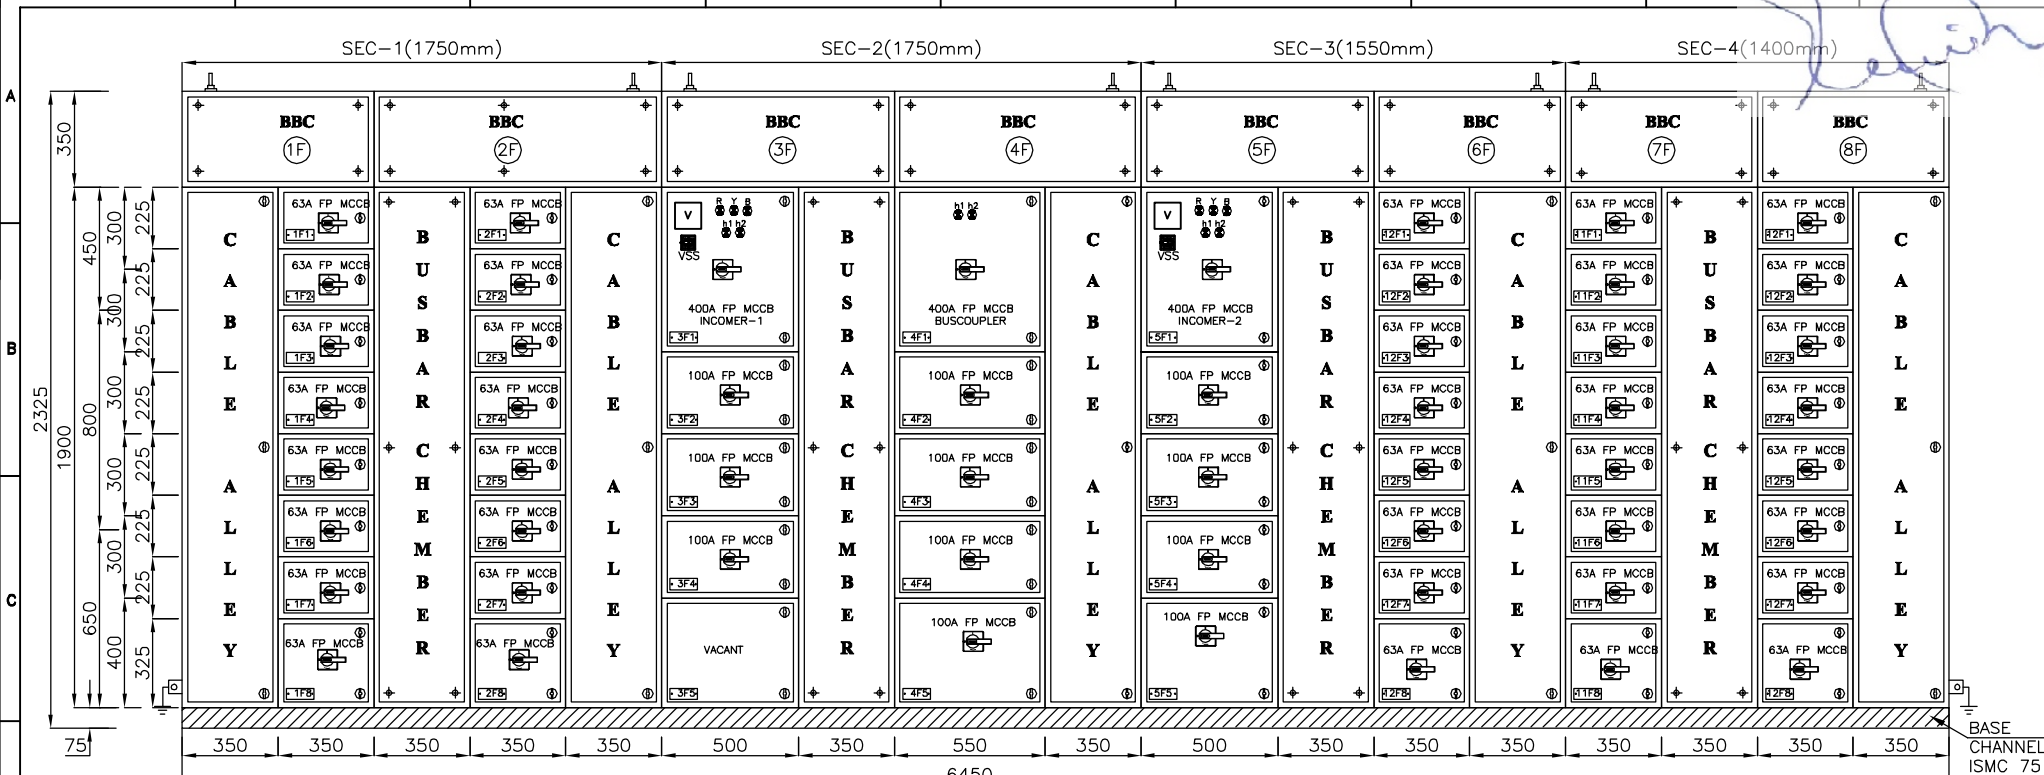 SEC-1(1750mm) SEC-2(1750mm) SEC-3(1550mm) SEC-4(1400mm)
A
BBC BBC BBC BBC BBC BBC BBC BBC
1F 2F 3F 4F 5F 6F 7F 8F
350
2325
1900
450 800 650
300 300 300 300 300 400
225 225 225 225 225 225 225 325
B
C
CABLE ALLEY
63A FP MCCB
1F1
63A FP MCCB
1F2
63A FP MCCB
1F3
63A FP MCCB
1F4
63A FP MCCB
1F5
63A FP MCCB
1F6
63A FP MCCB
1F7
63A FP MCCB
1F8
BUSBAR CHEMBER
63A FP MCCB
2F1
63A FP MCCB
2F2
63A FP MCCB
2F3
63A FP MCCB
2F4
63A FP MCCB
2F5
63A FP MCCB
2F6
63A FP MCCB
2F7
63A FP MCCB
2F8
CABLE ALLEY
R Y B
V
h1 h2
VSS
400A FP MCCB
INCOMER-1
3F1
100A FP MCCB
3F2
100A FP MCCB
3F3
100A FP MCCB
3F4
VACANT
3F5
BUSBAR CHEMBER
h1 h2
400A FP MCCB
BUSCOUPLER
4F1
100A FP MCCB
4F2
100A FP MCCB
4F3
100A FP MCCB
4F4
100A FP MCCB
4F5
CABLE ALLEY
R Y B
V
h1 h2
VSS
400A FP MCCB
INCOMER-2
5F1
100A FP MCCB
5F2
100A FP MCCB
5F3
100A FP MCCB
5F4
100A FP MCCB
5F5
BUSBAR CHEMBER
63A FP MCCB
12F1
63A FP MCCB
12F2
63A FP MCCB
12F3
63A FP MCCB
12F4
63A FP MCCB
12F5
63A FP MCCB
12F6
63A FP MCCB
12F7
63A FP MCCB
12F8
CABLE ALLEY
63A FP MCCB
11F1
63A FP MCCB
11F2
63A FP MCCB
11F3
63A FP MCCB
11F4
63A FP MCCB
11F5
63A FP MCCB
11F6
63A FP MCCB
11F7
63A FP MCCB
11F8
BUSBAR CHEMBER
63A FP MCCB
12F1
63A FP MCCB
12F2
63A FP MCCB
12F3
63A FP MCCB
12F4
63A FP MCCB
12F5
63A FP MCCB
12F6
63A FP MCCB
12F7
63A FP MCCB
12F8
CABLE ALLEY
75
350 350 350 350 350 500 350 550 350 500 350 350 350 350 350 350 350
6450
BASE
CHANNEL
ISMC 75